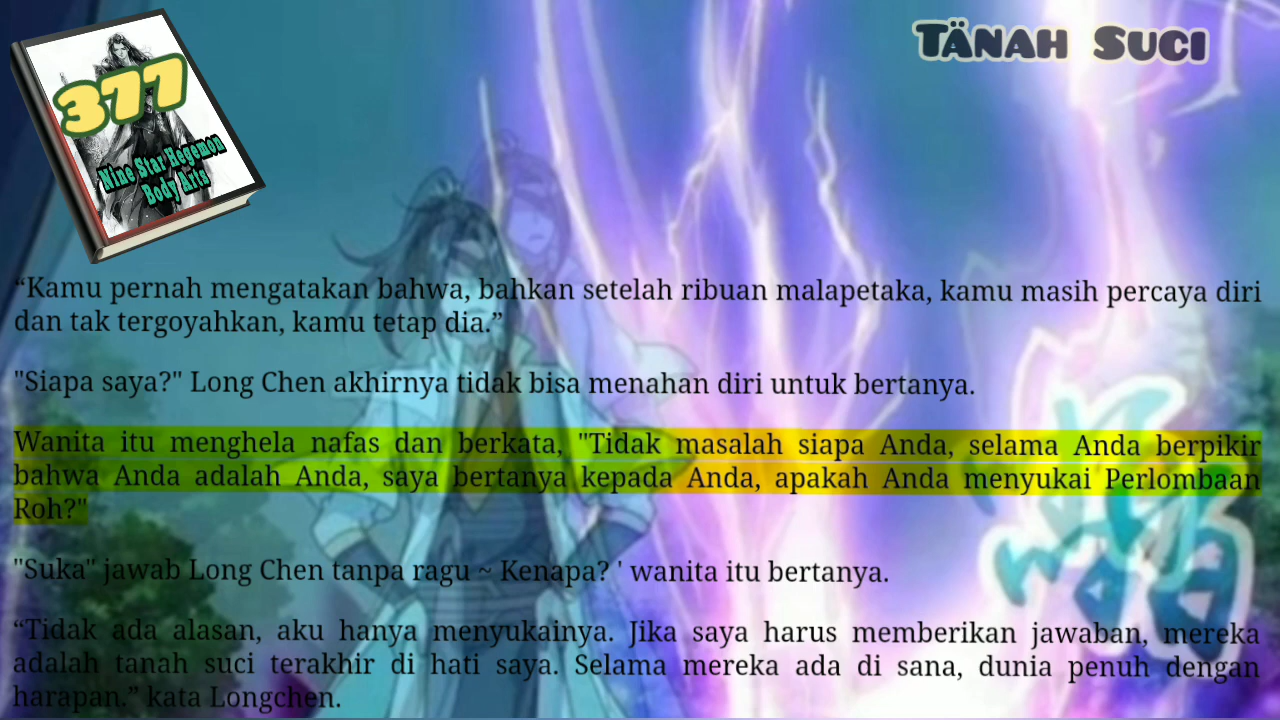 Tänah Suci
377
Nine Star Hegemon
Body Arts
“Kamu pernah mengatakan bahwa, bahkan setelah ribuan malapetaka, kamu masih percaya diri
dan tak tergoyahkan, kamu tetap dia.”
"Siapa saya?" Long Chen akhirnya tidak bisa menahan diri untuk bertanya.
Wanita itu menghela nafas dan berkata, "Tidak masalah siapa Anda, selama Anda berpikir
bahwa Anda adalah Anda, saya bertanya kepada Anda, apakah Anda menyukai Perlombaan
Roh?"
"Suka" jawab Long Chen tanpa ragu ~ Kenapa? ' wanita itu bertanya.
“Tidak ada alasan, aku hanya menyukainya. Jika saya harus memberikan jawaban, mereka
adalah tanah suci terakhir di hati saya. Selama mereka ada di sana, dunia penuh dengan
harapan.” kata Longchen.